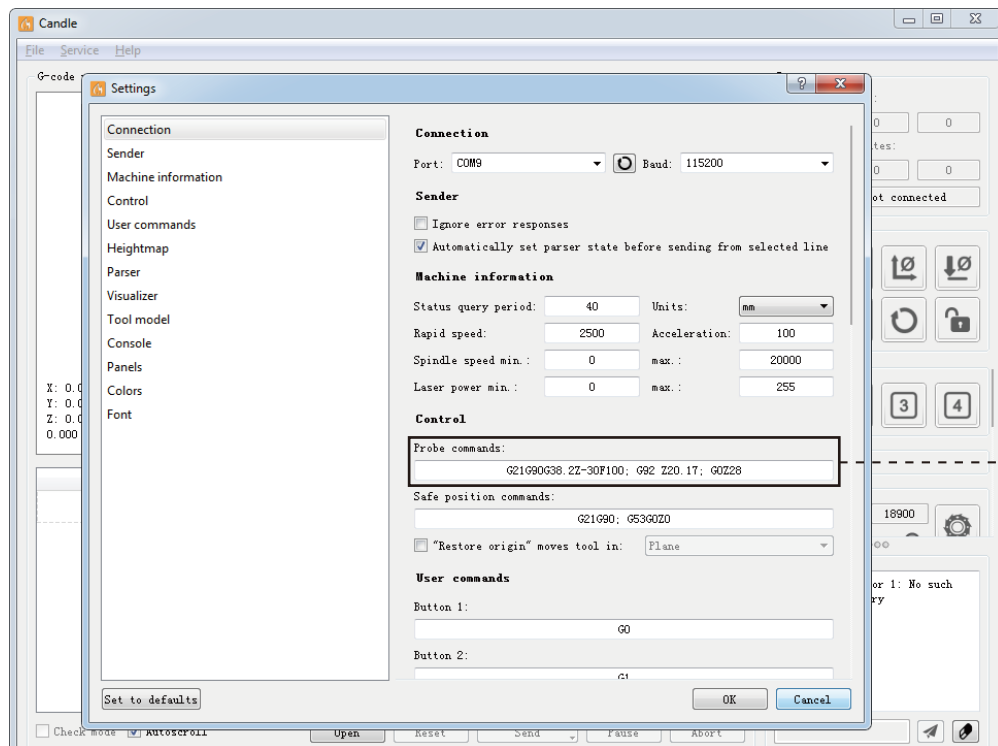 Candle
File Service Help
G-code
Settings
Connection
Sender
Machine information
Control
User commands
Heightmap
Parser
Visualizer
Tool model
Console
Panels
Colors
Font
Connection
Port: COM9 Baud: 115200
Sender
Ignore error responses
Automatically set parser state before sending from selected line
Machine information
Status query period: 40 Units: mm
Rapid speed: 2500 Acceleration: 100
Spindle speed min.: 0 max.: 20000
Laser power min.: 0 max.: 255
Control
Probe commands:
G21G90G38.2Z-30F100; G92 Z20.17; G0Z28
Safe position commands:
G21G90; G53G0Z0
"Restore origin" moves tool in: Plane
User commands
Button 1:
G0
Button 2:
G1
Set to defaults OK Cancel
X: 0.0
Y: 0.0
Z: 0.0
0.000
0 0
tes:
0 0
ot connected
3 4
18900
or 1: No such
ry
Check mode Autoscroll Open Reset Send Pause Abort